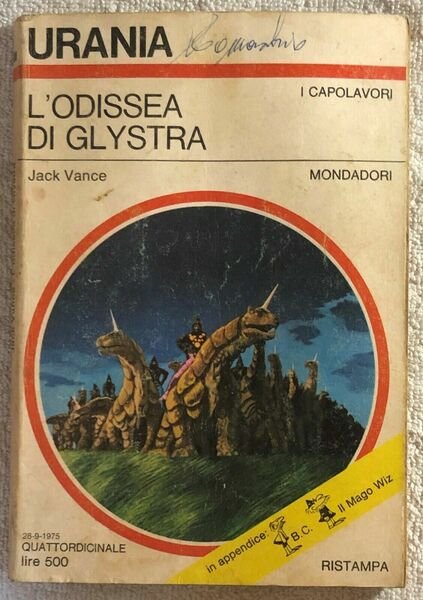 URANIA
L'ODISSEA
DI GLYSTRA
I CAPOLAVORI
Jack Vance
MONDADORI
28-9-1975
QUATTORDICINALE
lire 500
in appendice:
B.C.
Il Mago Wiz
RISTAMPA